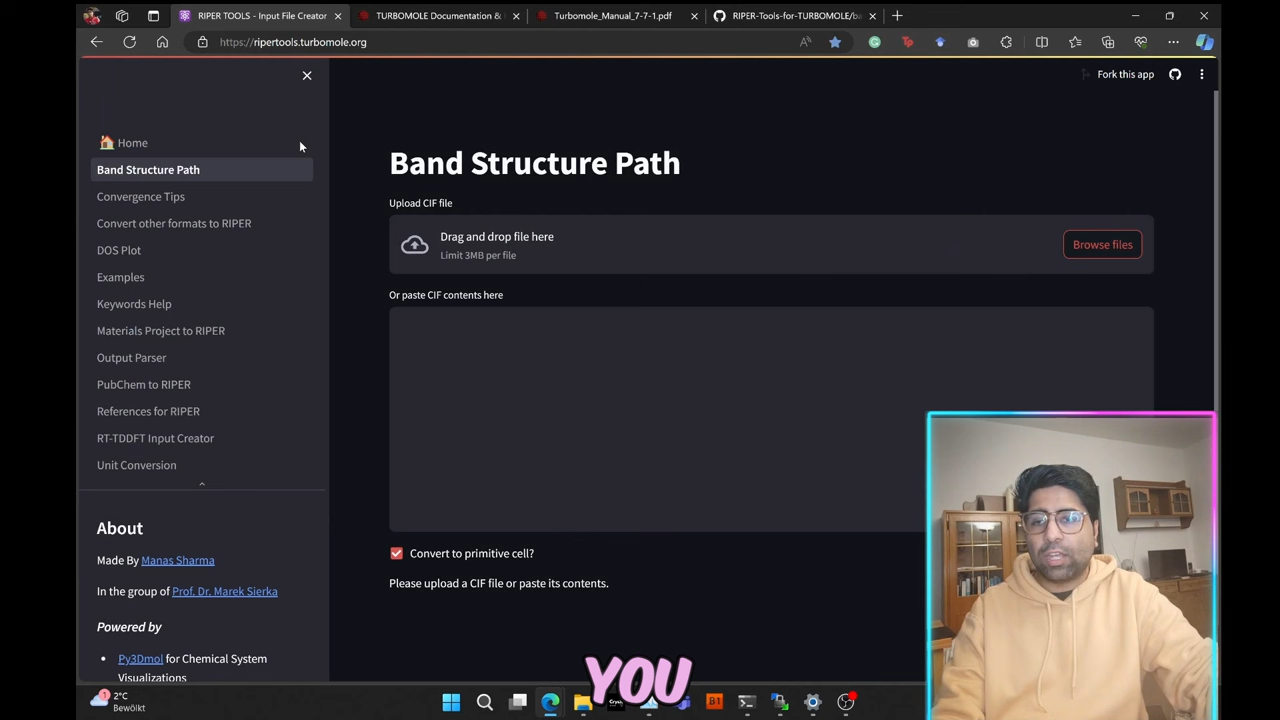 RIPER TOOLS - Input File Creator
TURBOMOLE Documentation &
Turbomole_Manual_7-7-1.pdf
RIPER-Tools-for-TURBOMOLE/ba
https://ripertools.turbomole.org
Fork this app
Home
Band Structure Path
Convergence Tips
Convert other formats to RIPER
DOS Plot
Examples
Keywords Help
Materials Project to RIPER
Output Parser
PubChem to RIPER
References for RIPER
RT-TDDFT Input Creator
Unit Conversion
About
Made By Manas Sharma
In the group of Prof. Dr. Marek Sierka
Powered by
Py3Dmol for Chemical System
Visualizations
Band Structure Path
Upload CIF file
Drag and drop file here
Limit 3MB per file
Browse files
Or paste CIF contents here
Convert to primitive cell?
Please upload a CIF file or paste its contents.
YOU
1
2°C
Bewölkt
B1